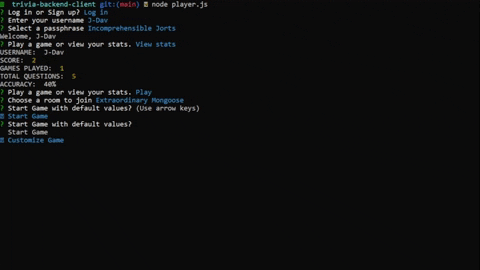 trivia-backend-client git:(main) node player.js
? Log in or Sign up? Log in
? Enter your username J-Dav
? Select a passphrase Incomprehensible Jorts
Welcome, J-Dav
? Play a game or view your stats. View stats
USERNAME: J-Dav
SCORE: 2
GAMES PLAYED: 1
TOTAL QUESTIONS: 5
ACCURACY: 40%
? Play a game or view your stats. Play
? Choose a room to join Extraordinary Mongoose
? Start Game with default values? (Use arrow keys)
Start Game
? Start Game with default values?
Start Game
Customize Game